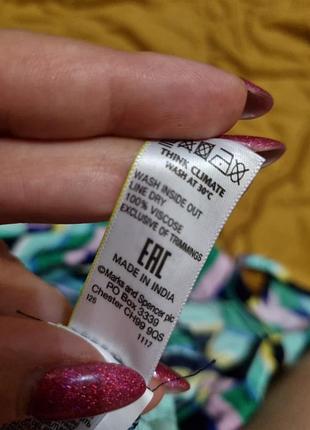 THINK CLIMATE
WASH AT 30°C
WASH INSIDE OUT
LINE DRY
100% VISCOSE
EXCLUSIVE OF TRIMMINGS
EAC
MADE IN INDIA
©Marks and Spencer plc
PO Box 3339
Chester CH99 9QS
126 1117